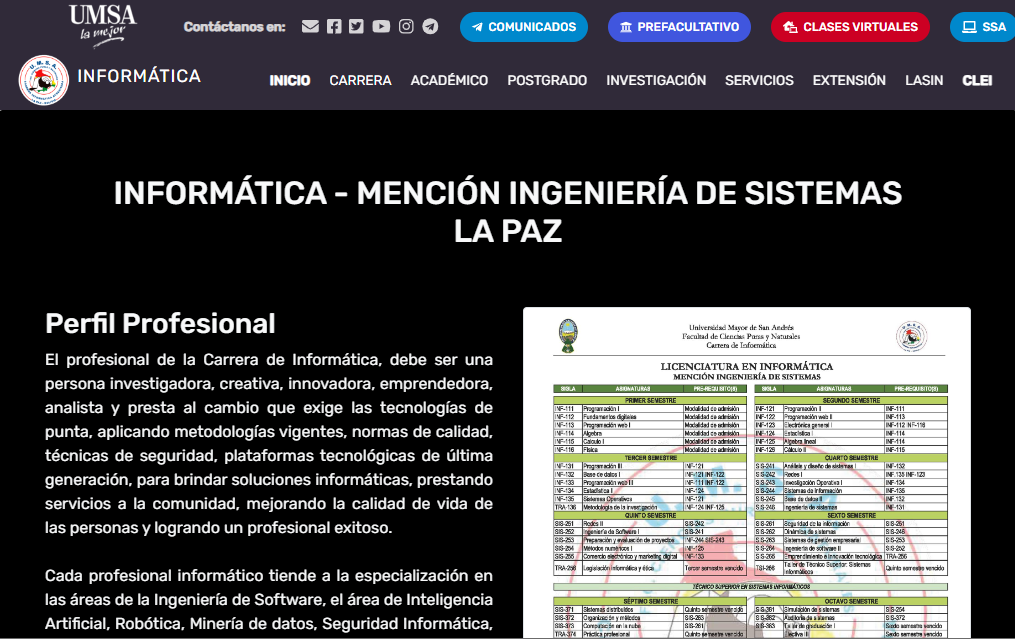 UMSA
la mejor
Contáctanos en:
COMUNICADOS
PREFACULTATIVO
CLASES VIRTUALES
SSA
INFORMÁTICA
INICIO CARRERA ACADÉMICO POSTGRADO INVESTIGACIÓN SERVICIOS EXTENSIÓN LASIN CLEI
INFORMÁTICA - MENCIÓN INGENIERÍA DE SISTEMAS
LA PAZ
Perfil Profesional
El profesional de la Carrera de Informática, debe ser una
persona investigadora, creativa, innovadora, emprendedora,
analista y presta al cambio que exige las tecnologías de
punta, aplicando metodologías vigentes, normas de calidad,
técnicas de seguridad, plataformas tecnológicas de última
generación, para brindar soluciones informáticas, prestando
servicios a la comunidad, mejorando la calidad de vida de
las personas y logrando un profesional exitoso.
Cada profesional informático tiende a la especialización en
las áreas de la Ingeniería de Software, el área de Inteligencia
Artificial, Robótica, Minería de datos, Seguridad Informática,
Universidad Mayor de San Andrés
Facultad de Ciencias Puras y Naturales
Carrera de Informática
LICENCIATURA EN INFORMÁTICA
MENCIÓN INGENIERÍA DE SISTEMAS
SIGLA ASIGNATURAS PRE-REQUISITO(S) SIGLA ASIGNATURAS PRE-REQUISITO(S)
PRIMER SEMESTRE SEGUNDO SEMESTRE
INF-111 Programación I Modalidad de admisión INF-121 Programación II INF-111
INF-112 Fundamentos digitales Modalidad de admisión INF-122 Programación web II INF-113
INF-113 Programación web I Modalidad de admisión INF-123 Electrónica general I INF-112 INF-116
INF-114 Algebra Modalidad de admisión INF-124 Estadística I INF-114
INF-115 Calculo I Modalidad de admisión INF-125 Algebra lineal INF-114
INF-116 Física Modalidad de admisión INF-126 Cálculo II INF-115
TERCER SEMESTRE CUARTO SEMESTRE
INF-131 Programación III INF-121 SIS-241 Análisis y diseño de sistemas I INF-132
INF-132 Base de datos I INF-121 INF-122 SIS-242 Redes I INF-135 INF-123
INF-133 Programación web III INF-111 INF-122 SIS-243 Investigación Operativa I INF-134
INF-134 Estadística II INF-124 SIS-244 Sistemas de Información INF-135
INF-135 Sistemas Operativos INF-121 SIS-245 Base de datos II INF-132
TRA-136 Metodología de la investigación INF-124 INF-125 SIS-246 Ingeniería de sistemas INF-131
QUINTO SEMESTRE SEXTO SEMESTRE
SIS-251 Redes II SIS-242 SIS-261 Seguridad de la información SIS-251
SIS-252 Ingeniería de Software I SIS-241 SIS-262 Dinámica de sistemas SIS-246
SIS-253 Preparación y evaluación de proyectos INF-244 SIS-243 SIS-263 Sistemas de gestión empresarial SIS-253
SIS-254 Métodos numéricos I INF-125 SIS-264 Ingeniería de software II SIS-252
SIS-255 Comercio electrónico y marketing digital INF-133 SIS-265 Emprendimiento e innovación tecnológica TRA-256
TRA-256 Legislación informática y ética Tercer semestre vencido TSI-266 Taller de Técnico Superior: Sistemas informáticos Quinto semestre vencido
TÉCNICO SUPERIOR EN SISTEMAS INFORMÁTICOS
SÉPTIMO SEMESTRE OCTAVO SEMESTRE
SIS-371 Sistemas distribuidos Quinto semestre vencido SIS-381 Simulación de sistemas SIS-254
SIS-372 Organización y métodos SIS-263 SIS-382 Auditoría de sistemas SIS-372
SIS-373 Computación en la nube SIS-261 SIS-383 Taller de graduación I Sexto semestre vencido
TRA-374 Práctica profesional Quinto semestre vencido Electiva III Sexto semestre vencido